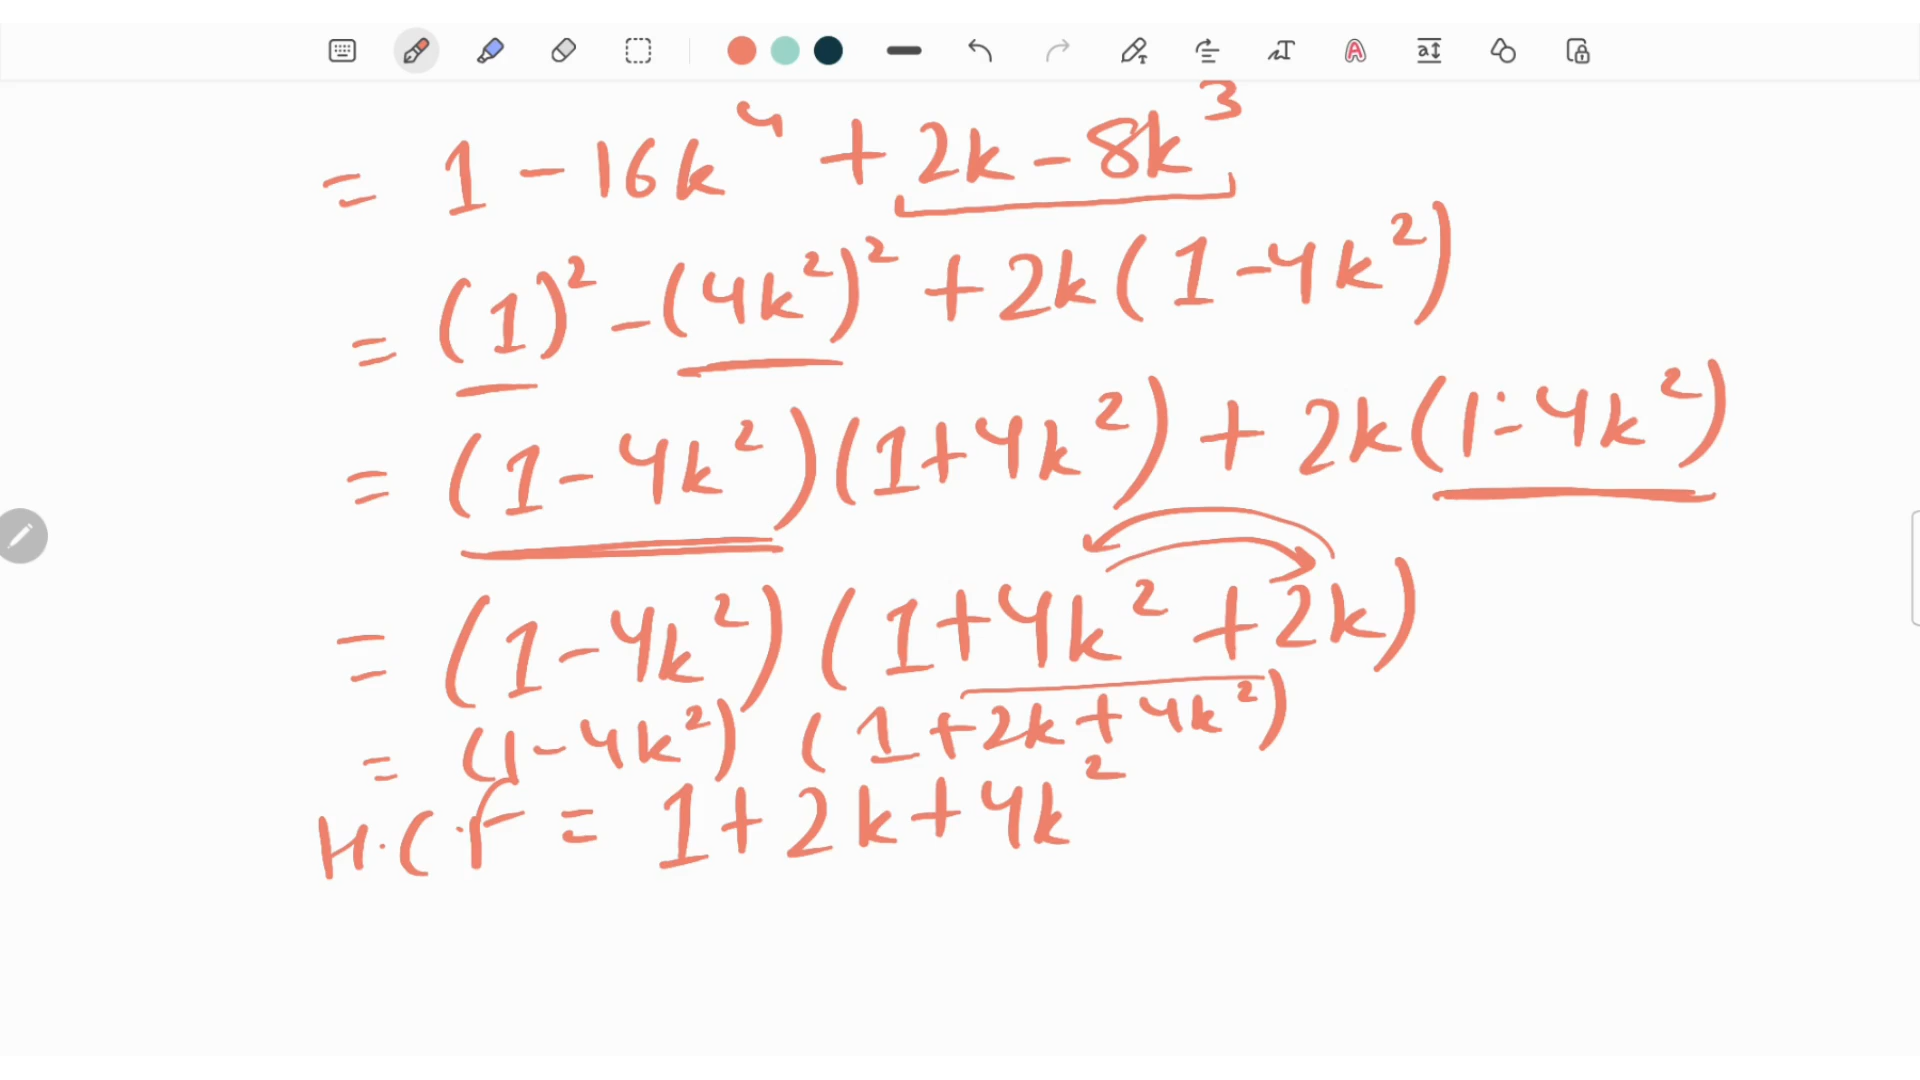 = 1 - 16k⁴ + 2k - 8k³
= (1)² - (4k²)² + 2k(1 - 4k²)
= (1 - 4k²)(1 + 4k²) + 2k(1 - 4k²)
= (1 - 4k²)(1 + 4k² + 2k)
= (1 - 4k²)(1 + 2k + 4k²)
H.C.F = 1 + 2k + 4k²